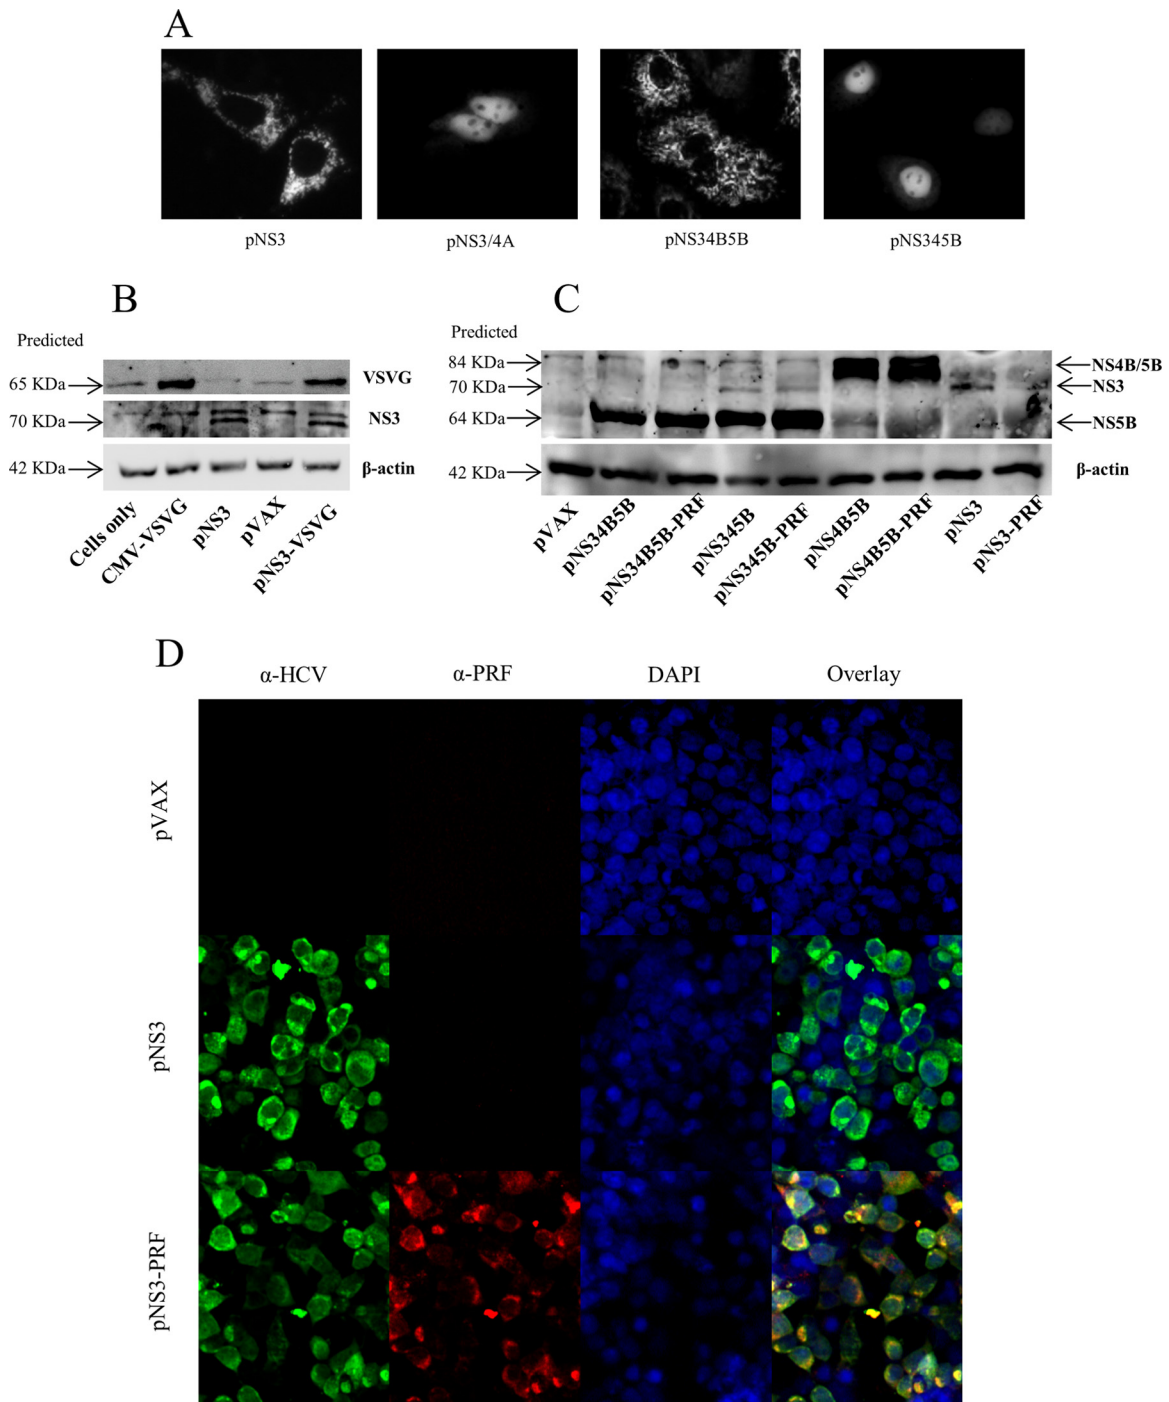 A
pNS3
pNS3/4A
pNS34B5B
pNS345B
B
Predicted
65 KDa
VSVG
70 KDa
NS3
42 KDa
β-actin
Cells only
CMV-VSVG
pNS3
pVAX
pNS3-VSVG
C
Predicted
84 KDa
NS4B/5B
70 KDa
NS3
64 KDa
NS5B
42 KDa
β-actin
pVAX
pNS34B5B
pNS34B5B-PRF
pNS345B
pNS345B-PRF
pNS4B5B
pNS4B5B-PRF
pNS3
pNS3-PRF
D
α-HCV
α-PRF
DAPI
Overlay
pVAX
pNS3
pNS3-PRF